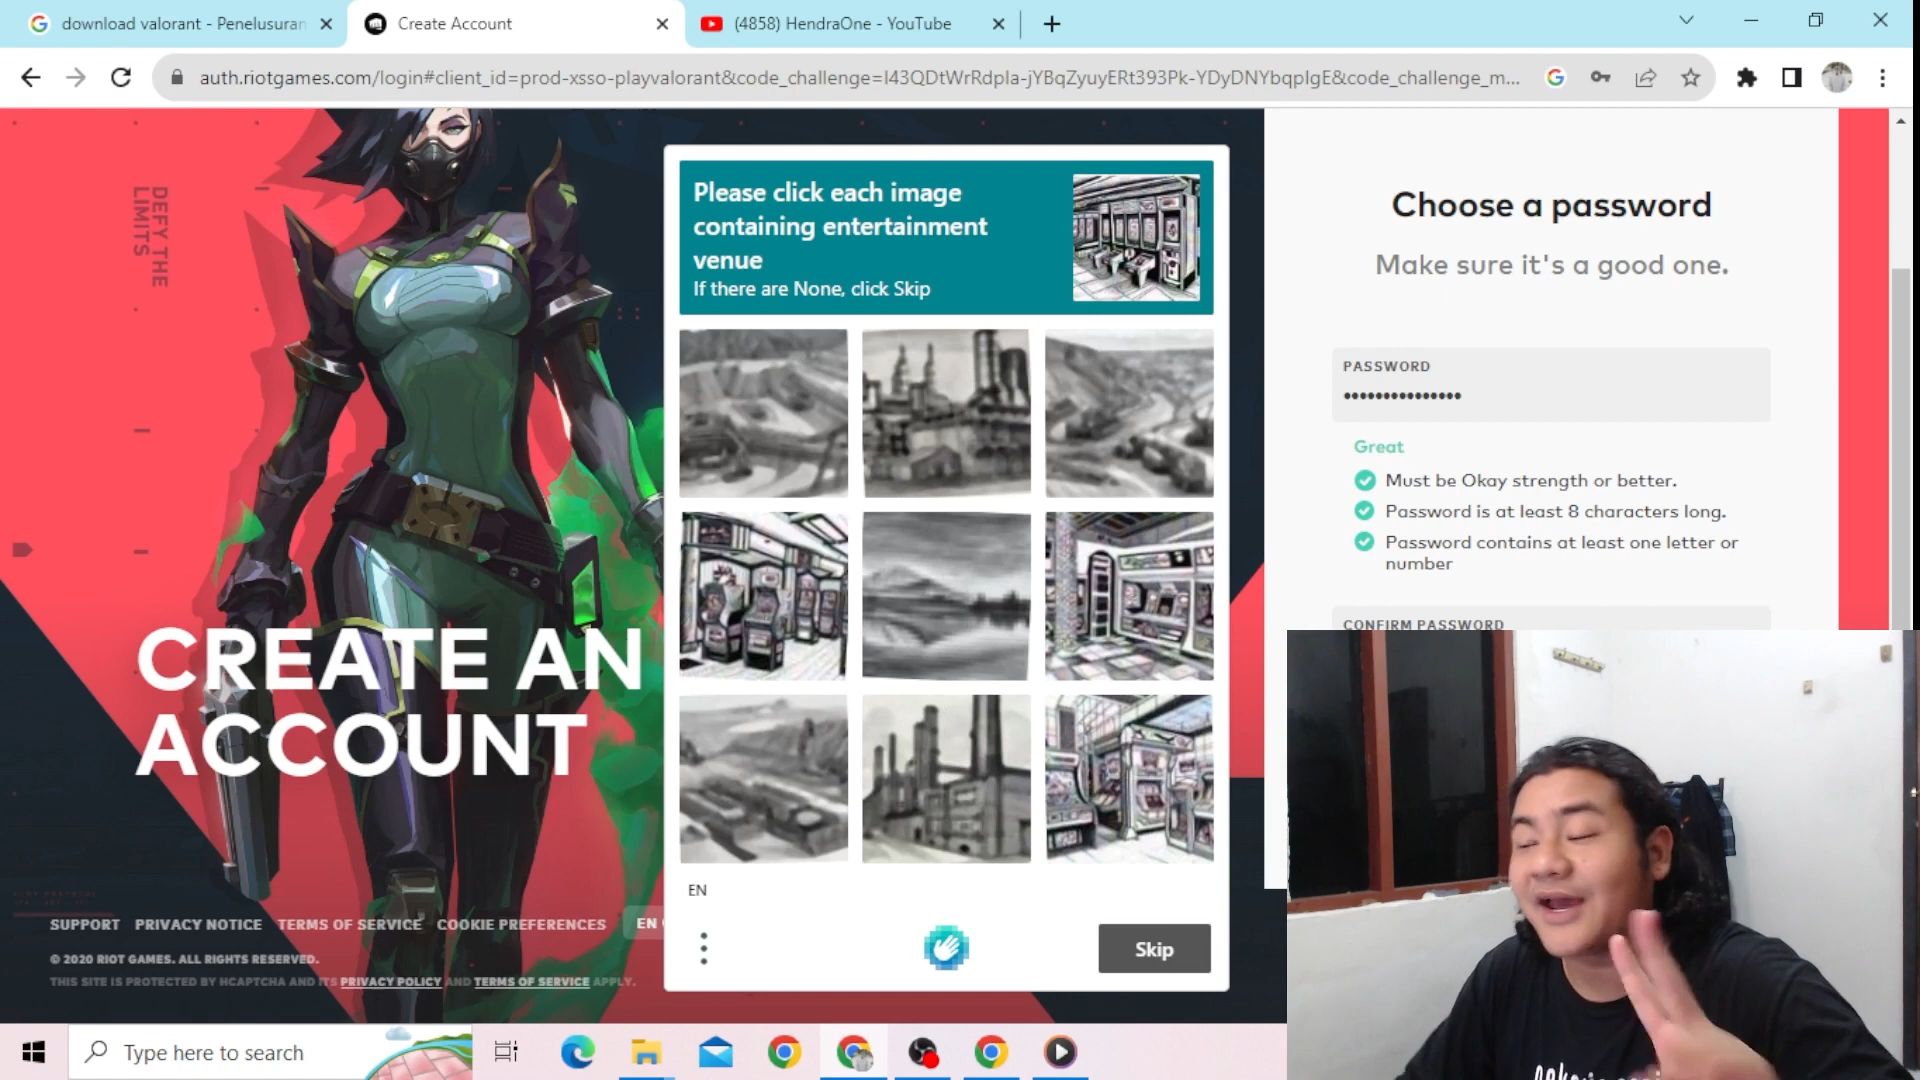 download valorant - Penelusuran
Create Account
(4858) HendraOne - YouTube
auth.riotgames.com/login#client_id=prod-xsso-playvalorant&code_challenge=I43QDtWrRdpIa-jYBqZyuyERt393Pk-YDyDNYbqpIgE&code_challenge_m...
DEFY THE
LIMITS
CREATE AN
ACCOUNT
SUPPORT PRIVACY NOTICE TERMS OF SERVICE COOKIE PREFERENCES EN
© 2020 RIOT GAMES. ALL RIGHTS RESERVED.
THIS SITE IS PROTECTED BY HCAPTCHA AND ITS PRIVACY POLICY AND TERMS OF SERVICE APPLY.
Please click each image
containing entertainment
venue
If there are None, click Skip
EN
Skip
Choose a password
Make sure it's a good one.
PASSWORD
•••••••••••••••
Great
Must be Okay strength or better.
Password is at least 8 characters long.
Password contains at least one letter or
number
CONFIRM PASSWORD
Type here to search